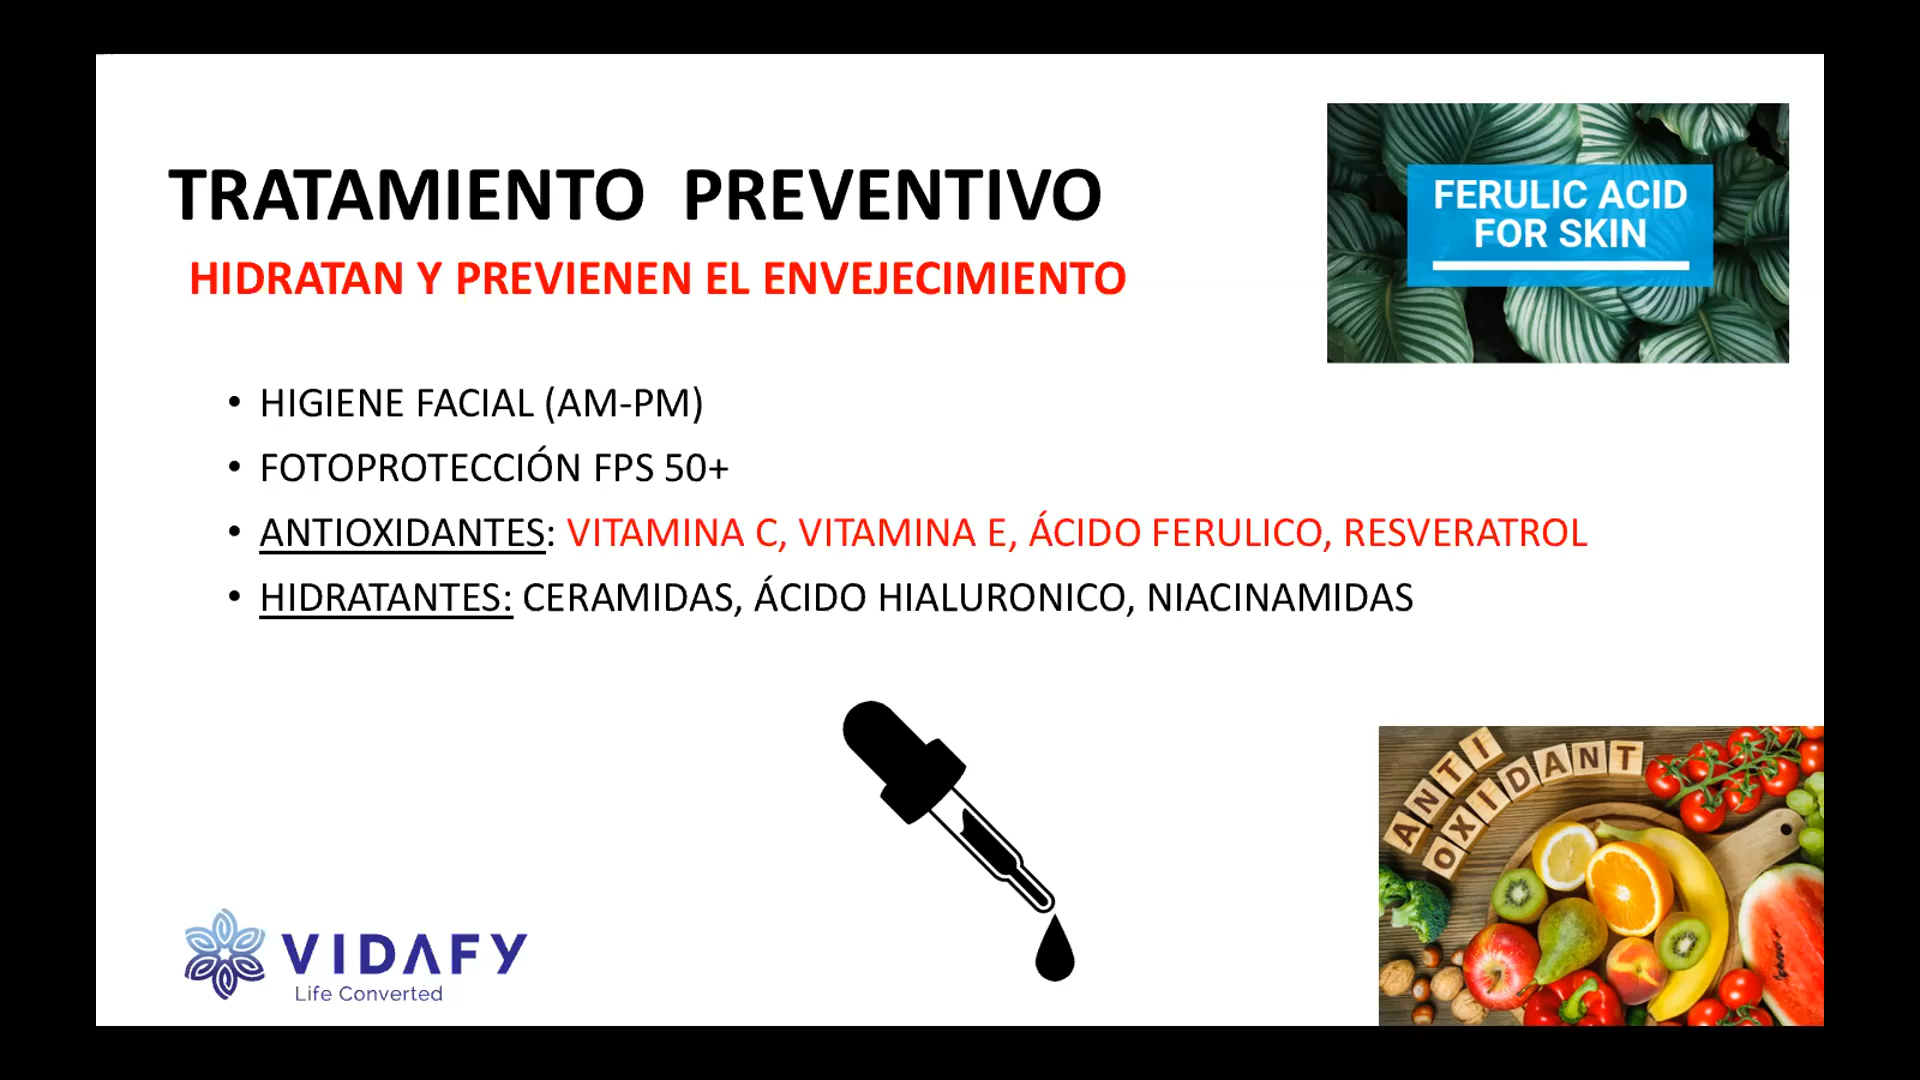 TRATAMIENTO PREVENTIVO
HIDRATAN Y PREVIENEN EL ENVEJECIMIENTO
FERULIC ACID
FOR SKIN
• HIGIENE FACIAL (AM-PM)
• FOTOPROTECCIÓN FPS 50+
• ANTIOXIDANTES: VITAMINA C, VITAMINA E, ÁCIDO FERULICO, RESVERATROL
• HIDRATANTES: CERAMIDAS, ÁCIDO HIALURONICO, NIACINAMIDAS
ANTI
OXIDANT
VIDAFY
Life Converted